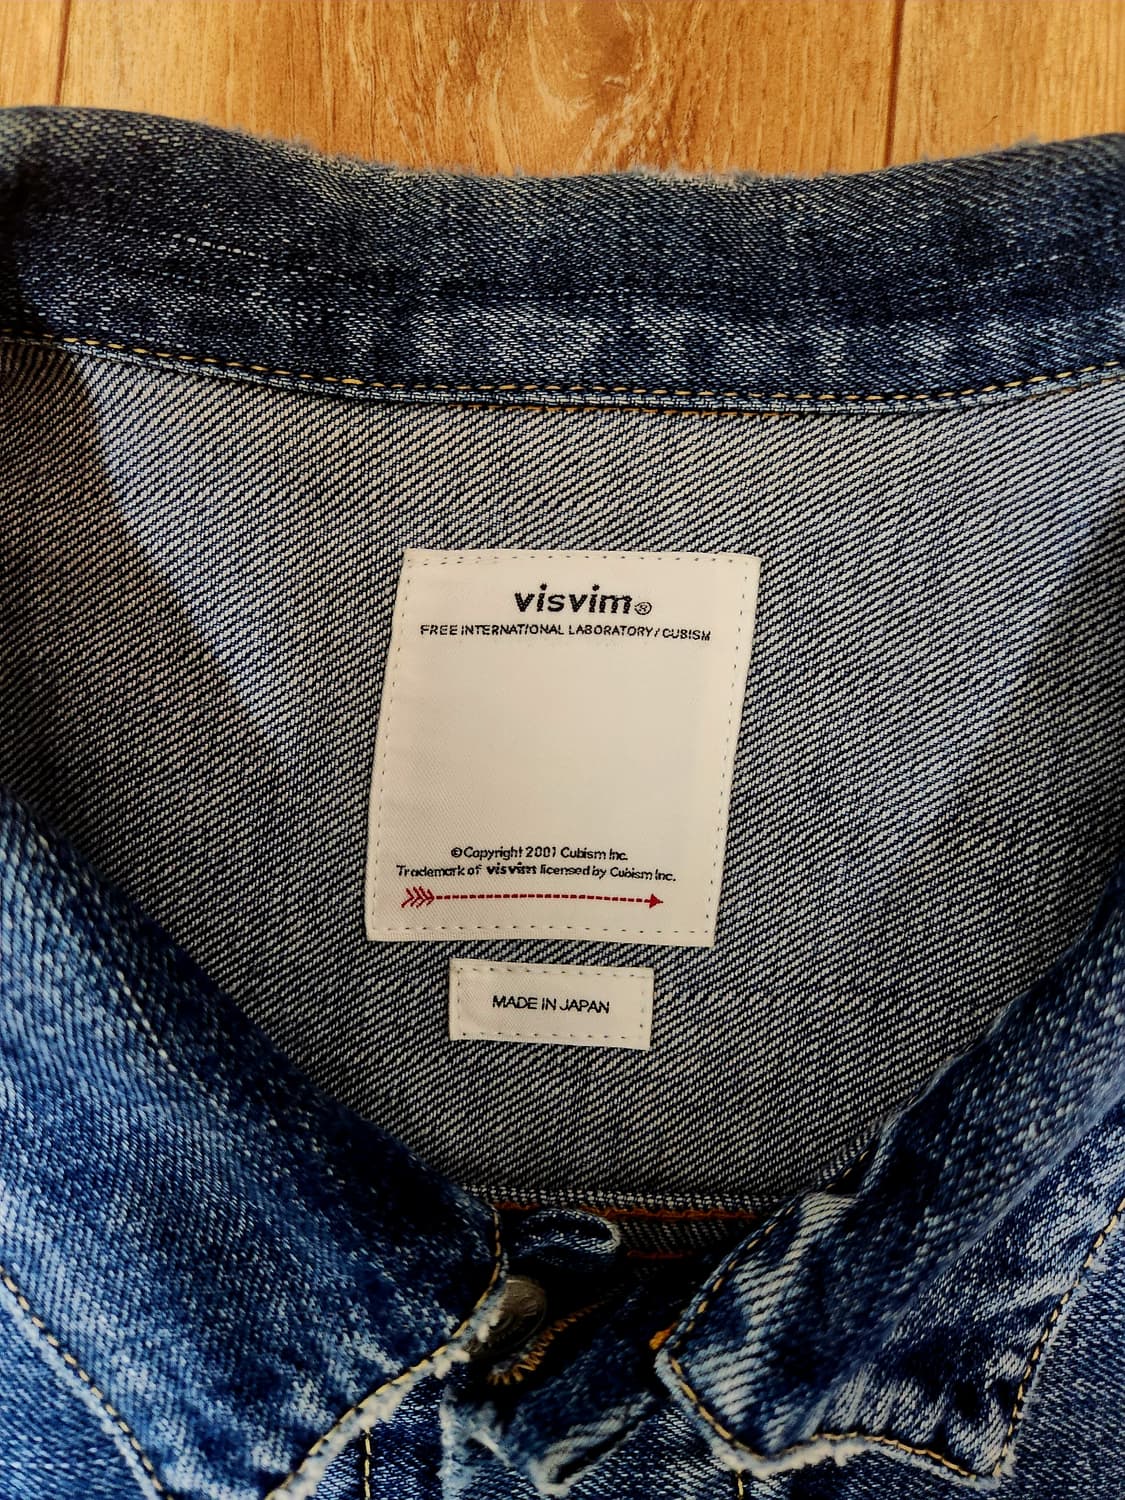 visvim®
FREE INTERNATIONAL LABORATORY / CUBISM
©Copyright 2001 Cubism Inc.
Trademark of visvim licensed by Cubism Inc.
MADE IN JAPAN